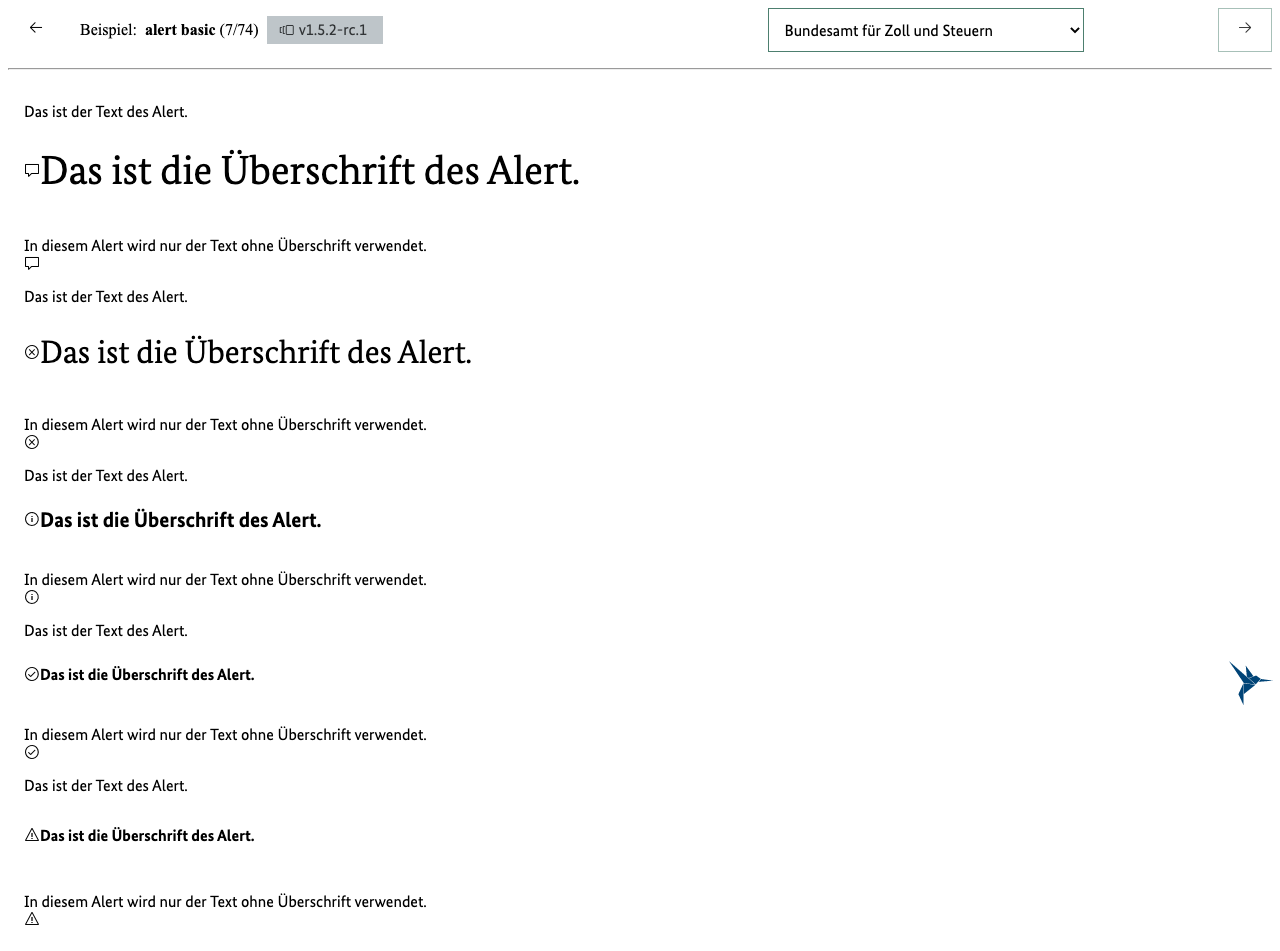 Beispiel: alert basic (7/74) v1.5.2-rc.1 Bundesamt für Zoll und Steuern
Das ist der Text des Alert.
Das ist die Überschrift des Alert.
In diesem Alert wird nur der Text ohne Überschrift verwendet.
Das ist der Text des Alert.
Das ist die Überschrift des Alert.
In diesem Alert wird nur der Text ohne Überschrift verwendet.
Das ist der Text des Alert.
Das ist die Überschrift des Alert.
In diesem Alert wird nur der Text ohne Überschrift verwendet.
Das ist der Text des Alert.
Das ist die Überschrift des Alert.
In diesem Alert wird nur der Text ohne Überschrift verwendet.
Das ist der Text des Alert.
Das ist die Überschrift des Alert.
In diesem Alert wird nur der Text ohne Überschrift verwendet.